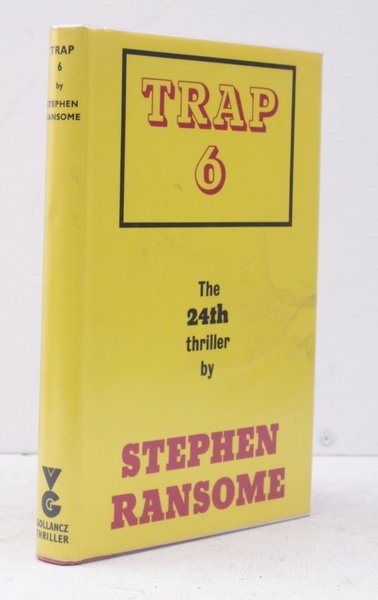 TRAP
6
by
STEPHEN
RANSOME
VG
GOLLANCZ
THRILLER
TRAP
6
The
24th
thriller
by
STEPHEN
RANSOME